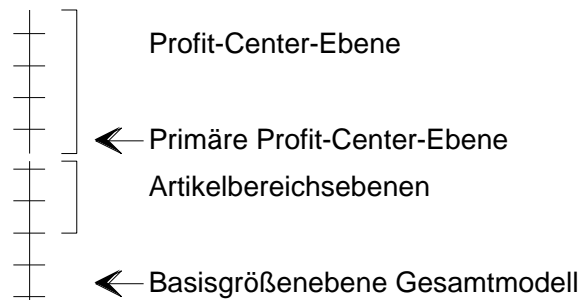 Profit-Center-Ebene
Primäre Profit-Center-Ebene
Artikelbereichsebenen
Basisgrößenebene Gesamtmodell